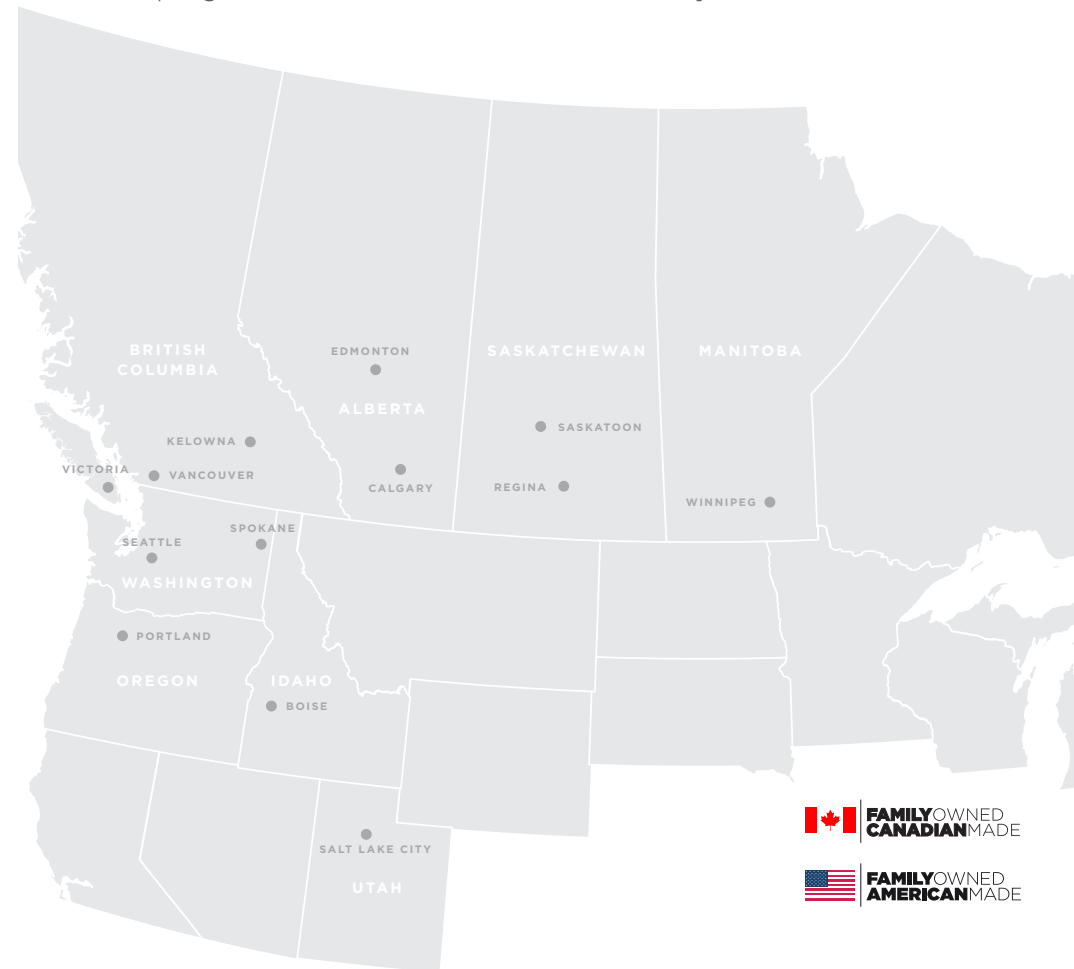 BRITISH
COLUMBIA
EDMONTON
ALBERTA
SASKATCHEWAN
MANITOBA
KELOWNA
VICTORIA
VANCOUVER
CALGARY
SASKATOON
REGINA
WINNIPEG
SPOKANE
SEATTLE
WASHINGTON
PORTLAND
OREGON
IDAHO
BOISE
SALT LAKE CITY
UTAH
FAMILYOWNED
CANADIANMADE
FAMILYOWNED
AMERICANMADE